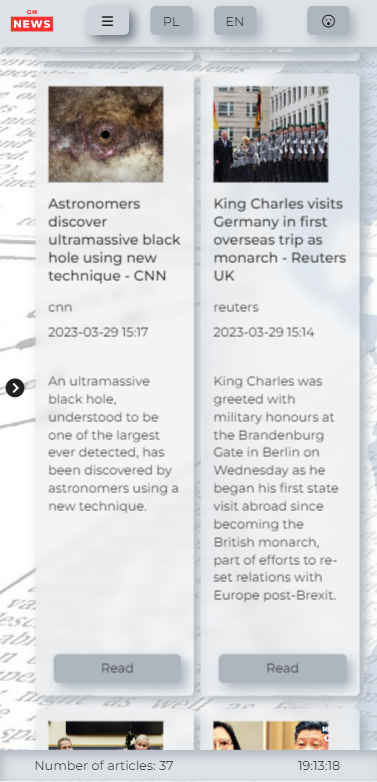 GN
NEWS
PL
EN
Astronomers
discover
ultramassive black
hole using new
technique - CNN
cnn
2023-03-29 15:17
An ultramassive
black hole,
understood to be
one of the largest
ever detected, has
been discovered by
astronomers using a
new technique.
Read
King Charles visits
Germany in first
overseas trip as
monarch - Reuters
UK
reuters
2023-03-29 15:14
King Charles was
greeted with
military honours at
the Brandenburg
Gate in Berlin on
Wednesday as he
began his first state
visit abroad since
becoming the
British monarch,
part of efforts to re-
set relations with
Europe post-Brexit.
Read
Number of articles: 37
19:13:18